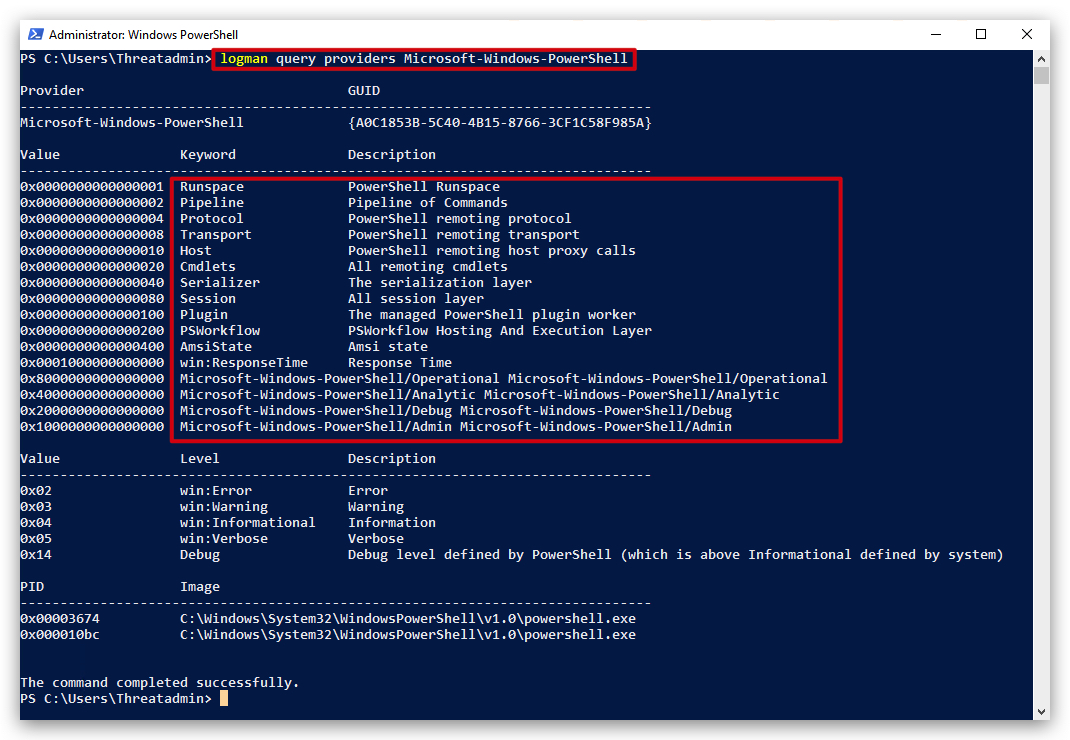 Administrator: Windows PowerShell
PS C:\Users\Threatadmin> logman query providers Microsoft-Windows-PowerShell
Provider GUID
-------------------------------------------------------------------------------
Microsoft-Windows-PowerShell {A0C1853B-5C40-4B15-8766-3CF1C58F985A}
Value Keyword Description
-------------------------------------------------------------------------------
0x0000000000000001 Runspace PowerShell Runspace
0x0000000000000002 Pipeline Pipeline of Commands
0x0000000000000004 Protocol PowerShell remoting protocol
0x0000000000000008 Transport PowerShell remoting transport
0x0000000000000010 Host PowerShell remoting host proxy calls
0x0000000000000020 Cmdlets All remoting cmdlets
0x0000000000000040 Serializer The serialization layer
0x0000000000000080 Session All session layer
0x0000000000000100 Plugin The managed PowerShell plugin worker
0x0000000000000200 PSWorkflow PSWorkflow Hosting And Execution Layer
0x0000000000000400 AmsiState Amsi state
0x0001000000000000 win:ResponseTime Response Time
0x8000000000000000 Microsoft-Windows-PowerShell/Operational Microsoft-Windows-PowerShell/Operational
0x4000000000000000 Microsoft-Windows-PowerShell/Analytic Microsoft-Windows-PowerShell/Analytic
0x2000000000000000 Microsoft-Windows-PowerShell/Debug Microsoft-Windows-PowerShell/Debug
0x1000000000000000 Microsoft-Windows-PowerShell/Admin Microsoft-Windows-PowerShell/Admin
Value Level Description
-------------------------------------------------------------------------------
0x02 win:Error Error
0x03 win:Warning Warning
0x04 win:Informational Information
0x05 win:Verbose Verbose
0x14 Debug Debug level defined by PowerShell (which is above Informational defined by system)
PID Image
-------------------------------------------------------------------------------
0x00003674 C:\Windows\System32\WindowsPowerShell\v1.0\powershell.exe
0x000010bc C:\Windows\System32\WindowsPowerShell\v1.0\powershell.exe
The command completed successfully.
PS C:\Users\Threatadmin>